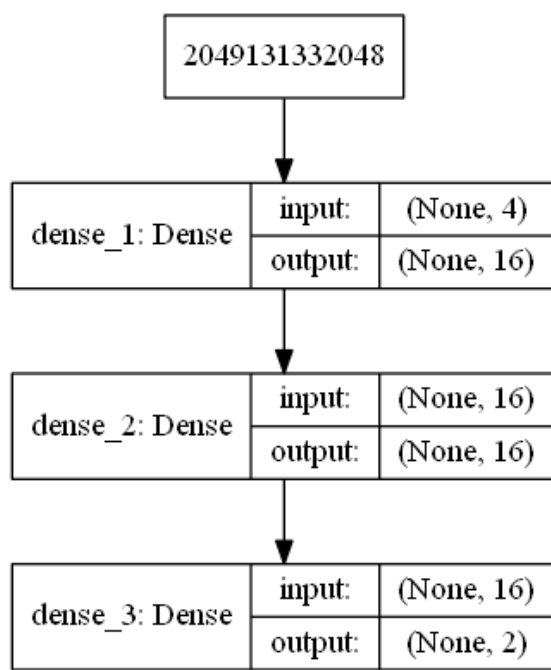 2049131332048
dense_1: Dense
input:
(None, 4)
output:
(None, 16)
dense_2: Dense
input:
(None, 16)
output:
(None, 16)
dense_3: Dense
input:
(None, 16)
output:
(None, 2)